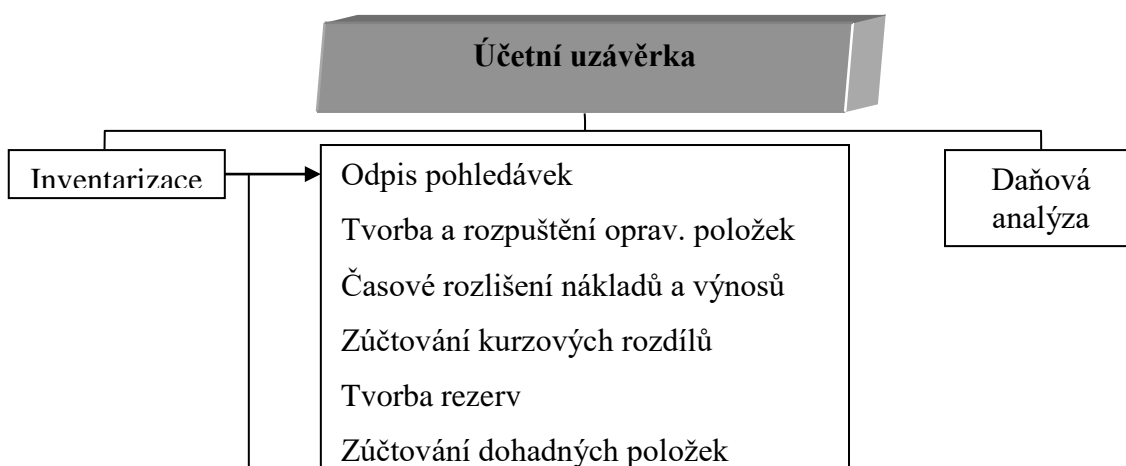 Účetní uzávěrka
Inventarizace
Odpis pohledávek
Tvorba a rozpuštění oprav. položek
Časové rozlišení nákladů a výnosů
Zúčtování kurzových rozdílů
Tvorba rezerv
Zúčtování dohadných položek
Daňová
analýza